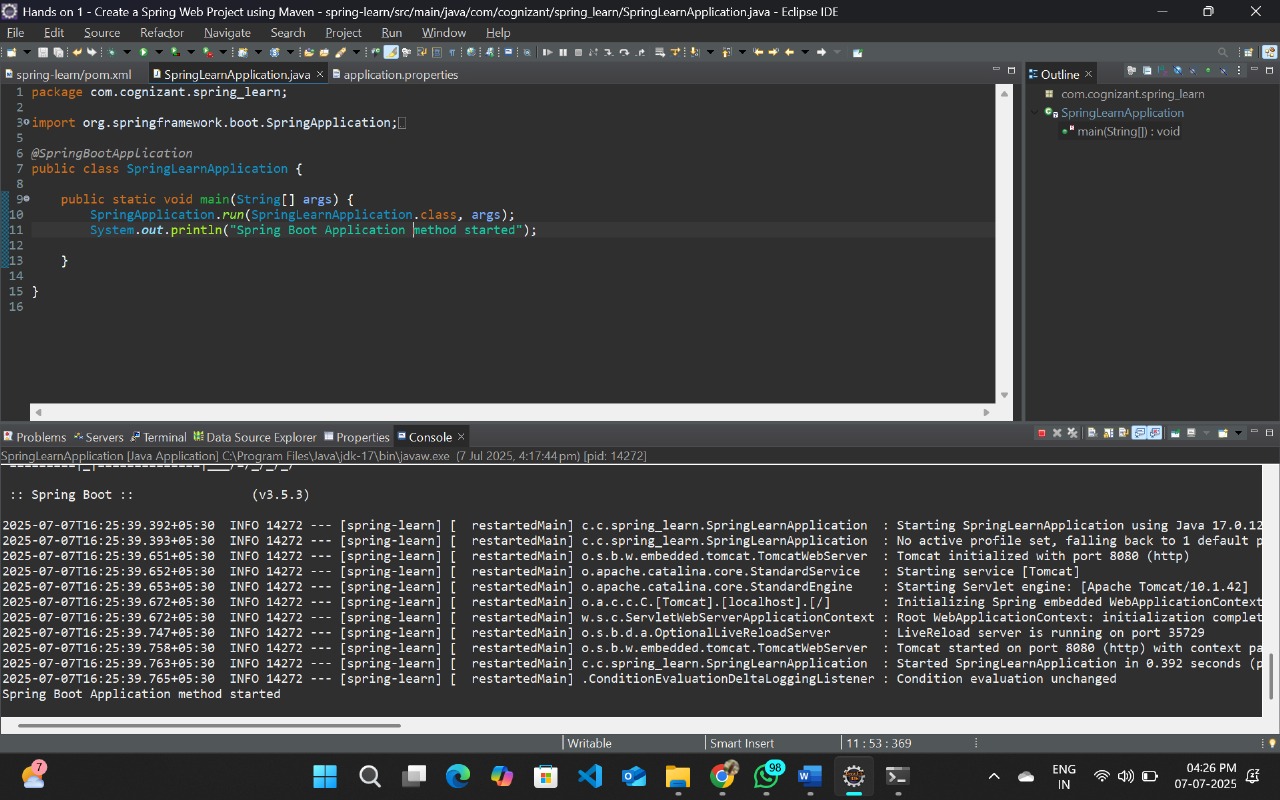 Hands on 1 - Create a Spring Web Project using Maven - spring-learn/src/main/java/com/cognizant/spring_learn/SpringLearnApplication.java - Eclipse IDE
File Edit Source Refactor Navigate Search Project Run Window Help
spring-learn/pom.xml SpringLearnApplication.java application.properties
Outline
1 package com.cognizant.spring_learn;
2
3 import org.springframework.boot.SpringApplication;
5
6 @SpringBootApplication
7 public class SpringLearnApplication {
8
9 public static void main(String[] args) {
10 SpringApplication.run(SpringLearnApplication.class, args);
11 System.out.println("Spring Boot Application method started");
12
13 }
14
15 }
16
com.cognizant.spring_learn
SpringLearnApplication
main(String[]) : void
Problems Servers Terminal Data Source Explorer Properties Console
SpringLearnApplication [Java Application] C:\Program Files\Java\jdk-17\bin\javaw.exe (7 Jul 2025, 4:17:44 pm) [pid: 14272]
:: Spring Boot :: (v3.5.3)
2025-07-07T16:25:39.392+05:30 INFO 14272 --- [spring-learn] [ restartedMain] c.c.spring_learn.SpringLearnApplication : Starting SpringLearnApplication using Java 17.0.12
2025-07-07T16:25:39.393+05:30 INFO 14272 --- [spring-learn] [ restartedMain] c.c.spring_learn.SpringLearnApplication : No active profile set, falling back to 1 default p
2025-07-07T16:25:39.651+05:30 INFO 14272 --- [spring-learn] [ restartedMain] o.s.b.w.embedded.tomcat.TomcatWebServer : Tomcat initialized with port 8080 (http)
2025-07-07T16:25:39.652+05:30 INFO 14272 --- [spring-learn] [ restartedMain] o.apache.catalina.core.StandardService : Starting service [Tomcat]
2025-07-07T16:25:39.653+05:30 INFO 14272 --- [spring-learn] [ restartedMain] o.apache.catalina.core.StandardEngine : Starting Servlet engine: [Apache Tomcat/10.1.42]
2025-07-07T16:25:39.672+05:30 INFO 14272 --- [spring-learn] [ restartedMain] o.a.c.c.C.[Tomcat].[localhost].[/] : Initializing Spring embedded WebApplicationContext
2025-07-07T16:25:39.672+05:30 INFO 14272 --- [spring-learn] [ restartedMain] w.s.c.ServletWebServerApplicationContext : Root WebApplicationContext: initialization complet
2025-07-07T16:25:39.747+05:30 INFO 14272 --- [spring-learn] [ restartedMain] o.s.b.d.a.OptionalLiveReloadServer : LiveReload server is running on port 35729
2025-07-07T16:25:39.758+05:30 INFO 14272 --- [spring-learn] [ restartedMain] o.s.b.w.embedded.tomcat.TomcatWebServer : Tomcat started on port 8080 (http) with context pa
2025-07-07T16:25:39.763+05:30 INFO 14272 --- [spring-learn] [ restartedMain] c.c.spring_learn.SpringLearnApplication : Started SpringLearnApplication in 0.392 seconds (p
2025-07-07T16:25:39.765+05:30 INFO 14272 --- [spring-learn] [ restartedMain] .ConditionEvaluationDeltaLoggingListener : Condition evaluation unchanged
Spring Boot Application method started
Writable Smart Insert 11 : 53 : 369
7
98
ENG
IN
04:26 PM
07-07-2025